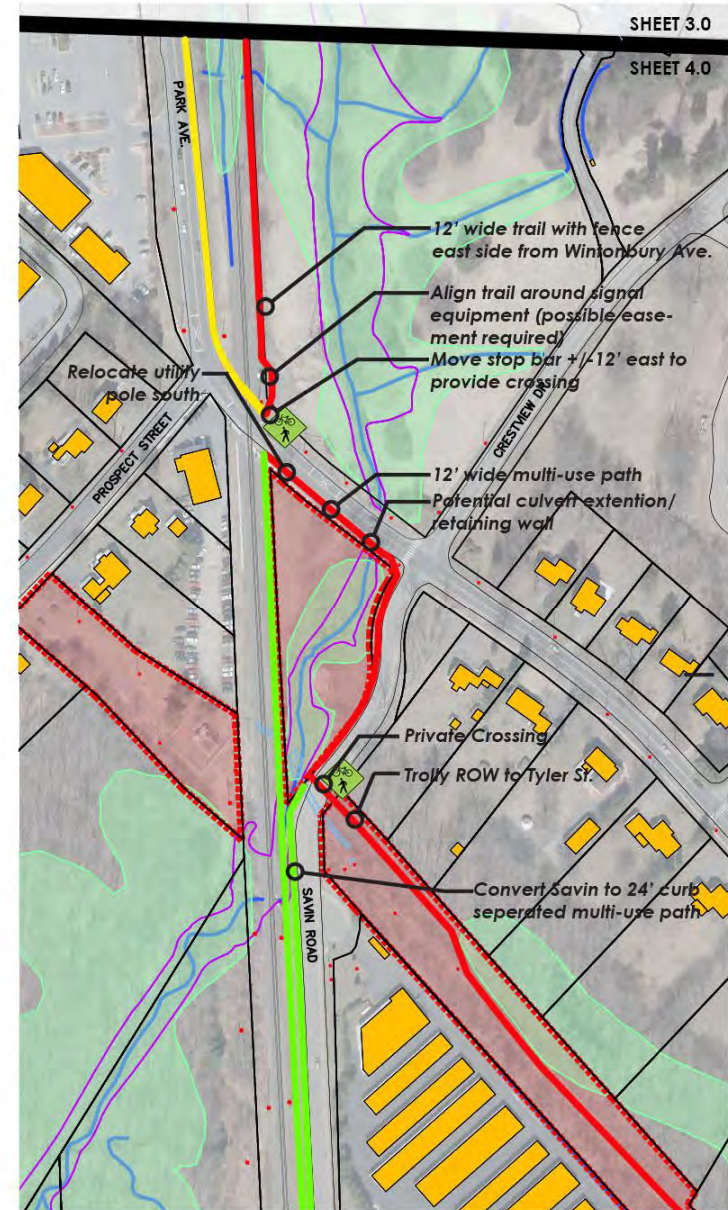 SHEET 3.0
SHEET 4.0
PARK AVE.
12' wide trail with fence
east side from Wintonbury Ave.
Align trail around signal
equipment (possible ease-
ment required)
Move stop bar +/-12' east to
provide crossing
Relocate utility
pole south
PROSPECT STREET
CRESTVIEW DR
12' wide multi-use path
Potential culvert extention/
retaining wall
Private Crossing
Trolly ROW to Tyler St.
Convert Savin to 24' curb
seperated multi-use path
SAVIN ROAD